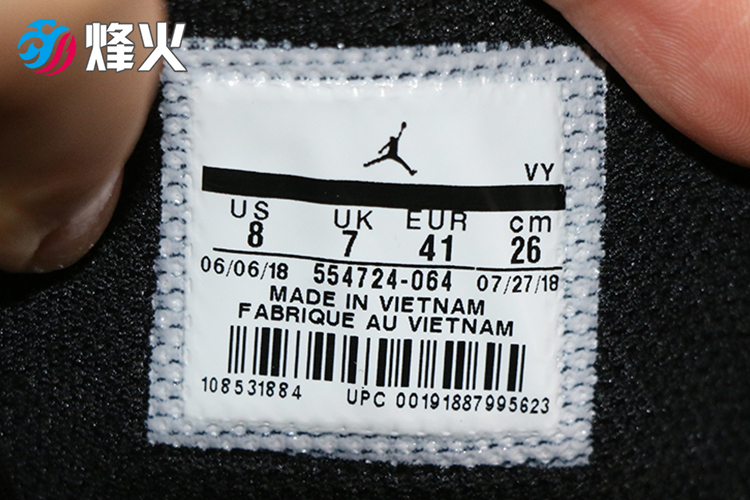 烽火
VY
US UK EUR cm
8 7 41 26
06/06/18 554724-064 07/27/18
MADE IN VIETNAM
FABRIQUE AU VIETNAM
108531884 UPC 00191887995623